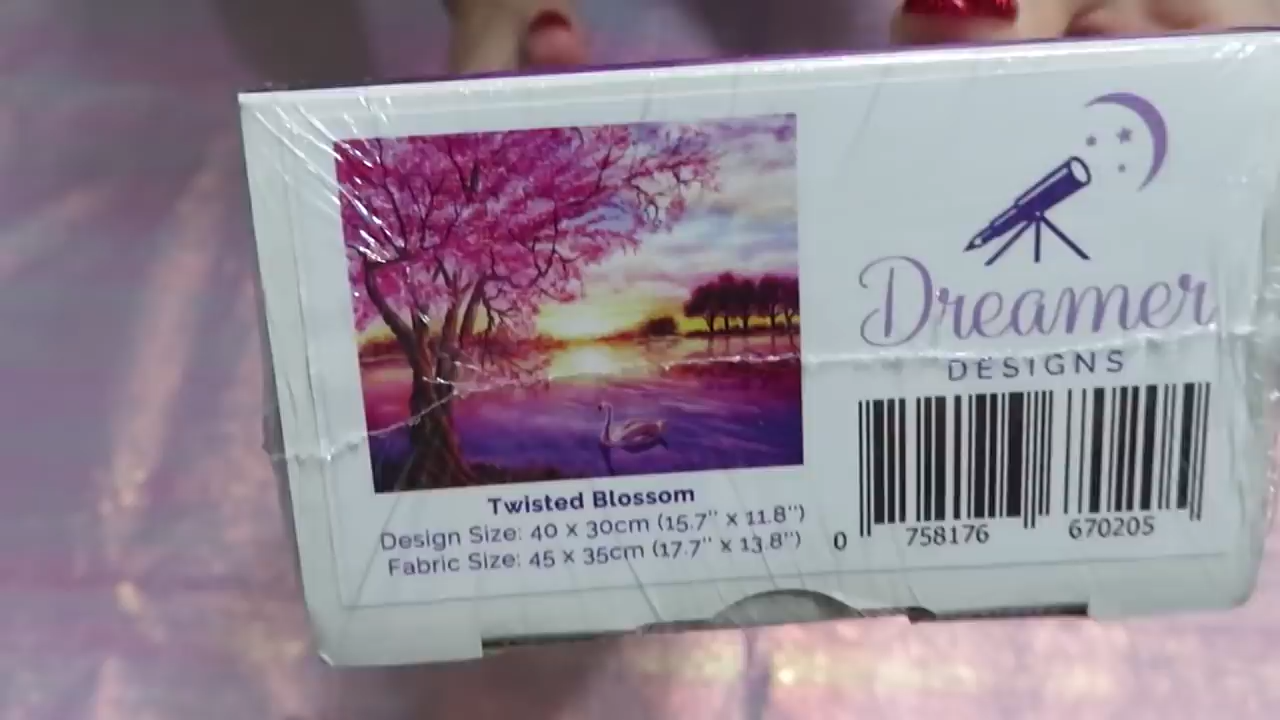 Dreamer
DESIGNS
Twisted Blossom
Design Size: 40 x 30cm (15.7" x 11.8")
Fabric Size: 45 x 35cm (17.7" x 13.8")
0 758176 670205